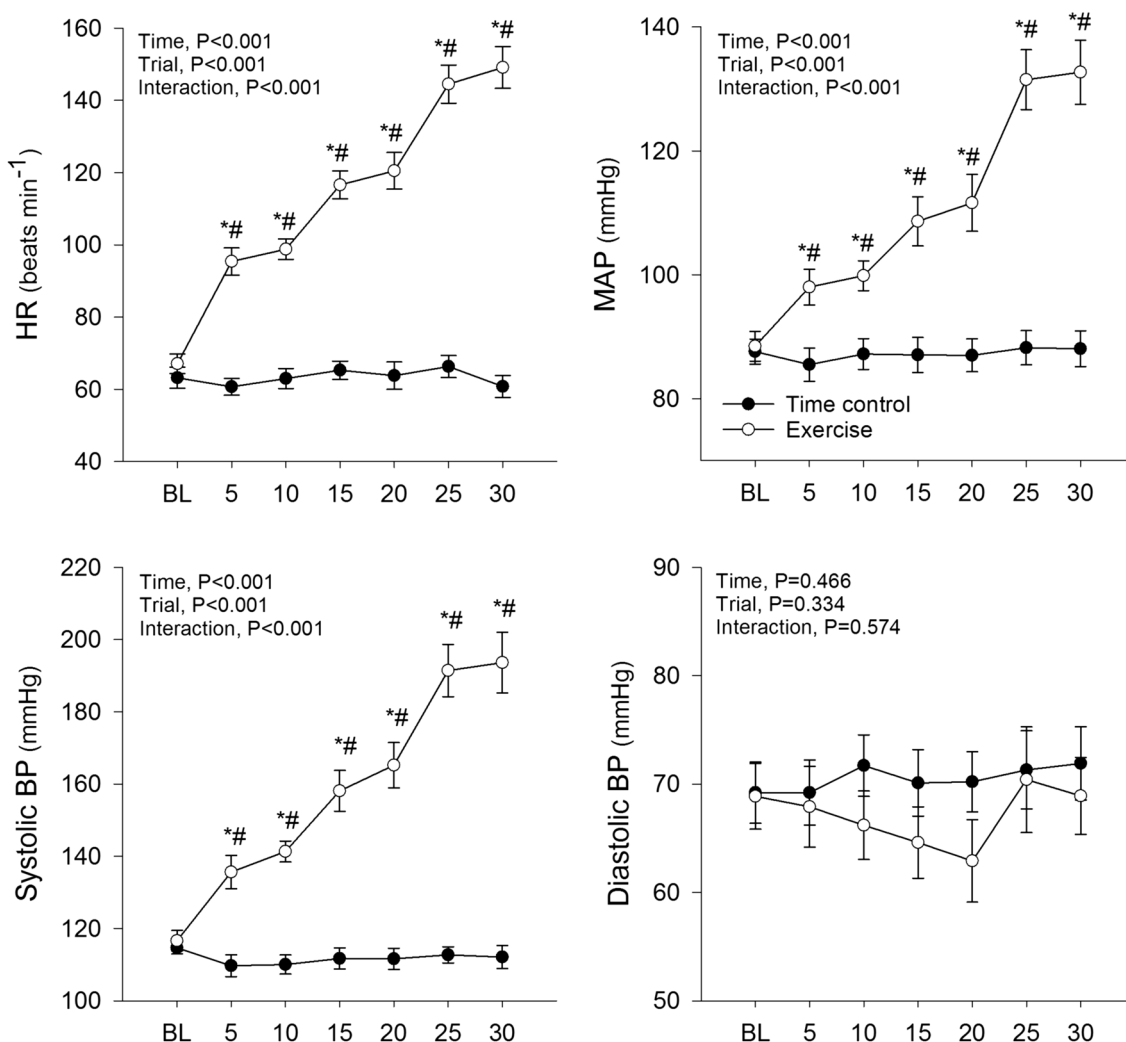 HR (beats min⁻¹)
160
140
120
100
80
60
40
Time, P<0.001
Trial, P<0.001
Interaction, P<0.001
*#
*#
*#
*#
*#
*#
BL 5 10 15 20 25 30
MAP (mmHg)
140
120
100
80
Time, P<0.001
Trial, P<0.001
Interaction, P<0.001
*#
*#
*#
*#
*#
*#
Time control
Exercise
BL 5 10 15 20 25 30
Systolic BP (mmHg)
220
200
180
160
140
120
100
Time, P<0.001
Trial, P<0.001
Interaction, P<0.001
*#
*#
*#
*#
*#
*#
BL 5 10 15 20 25 30
Diastolic BP (mmHg)
90
80
70
60
50
Time, P=0.466
Trial, P=0.334
Interaction, P=0.574
BL 5 10 15 20 25 30